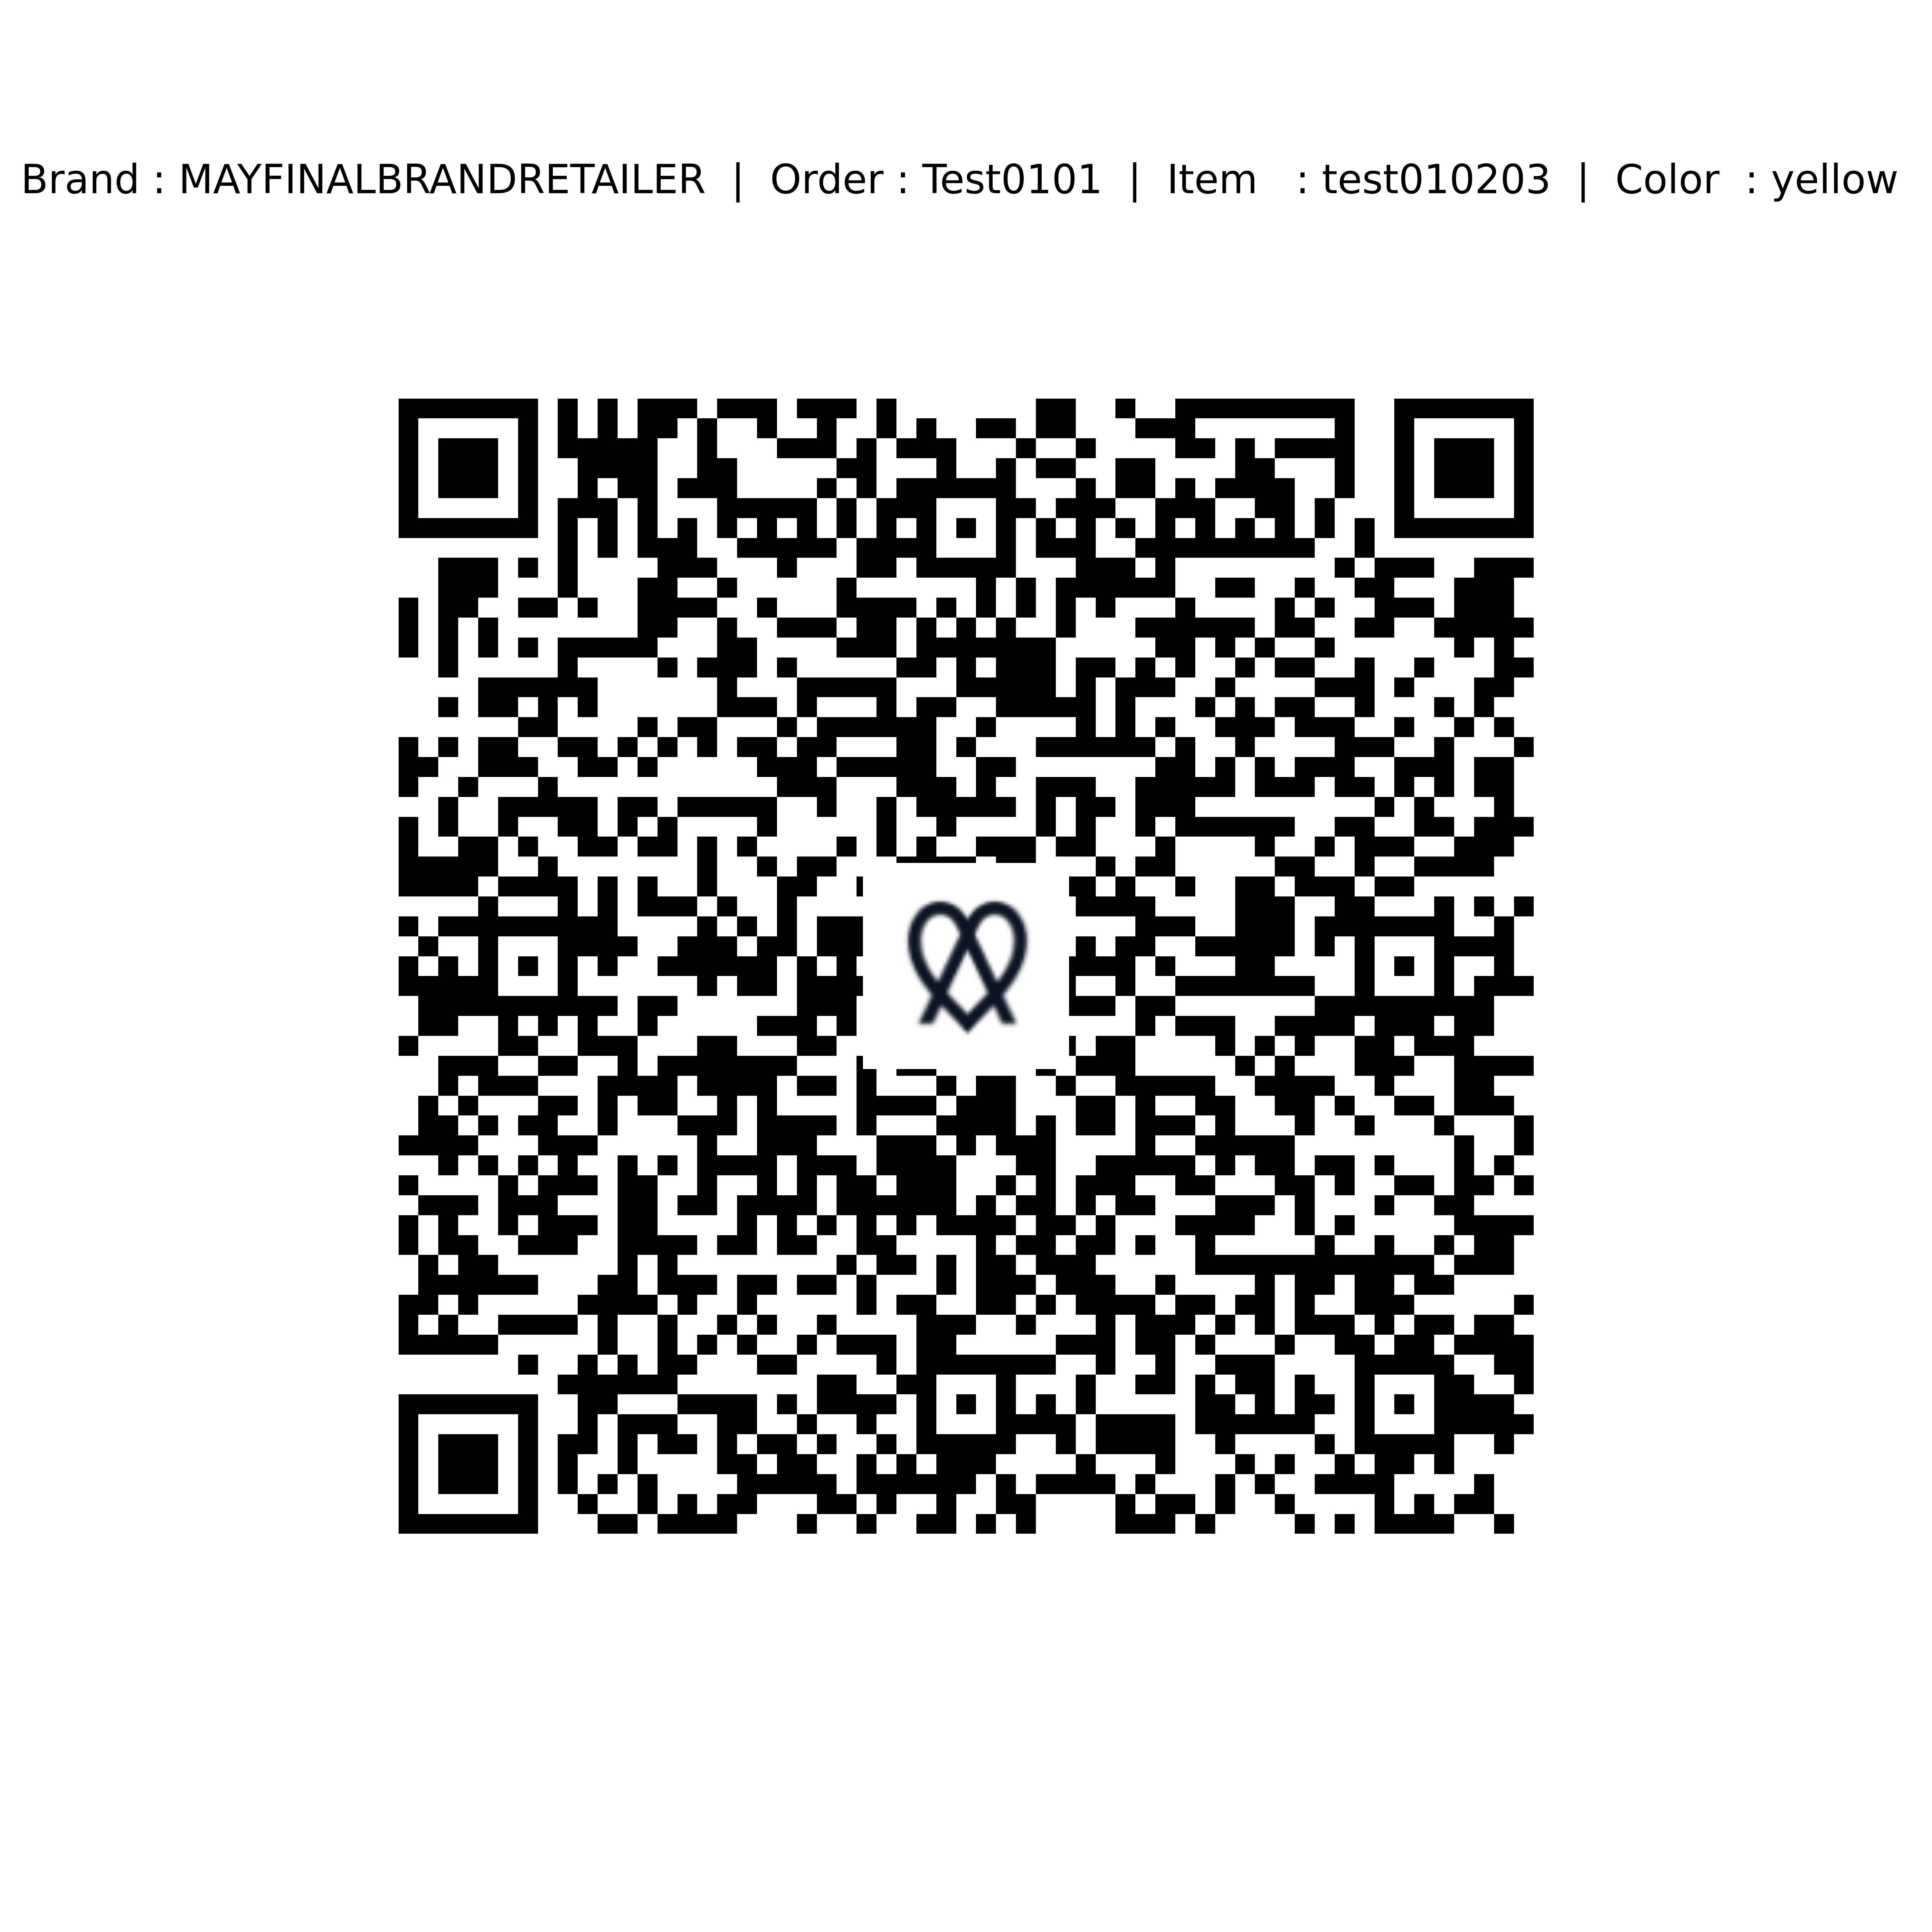 Brand : MAYFINALBRANDRETAILER | Order : Test0101 | Item : test010203 | Color : yellow